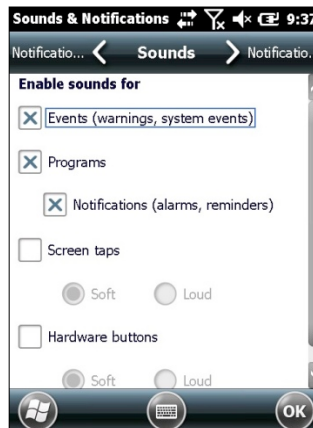 Sounds & Notifications 9:37
Notificatio... Sounds Notificatio.
Enable sounds for
Events (warnings, system events)
Programs
Notifications (alarms, reminders)
Screen taps
Soft Loud
Hardware buttons
Soft Loud
OK